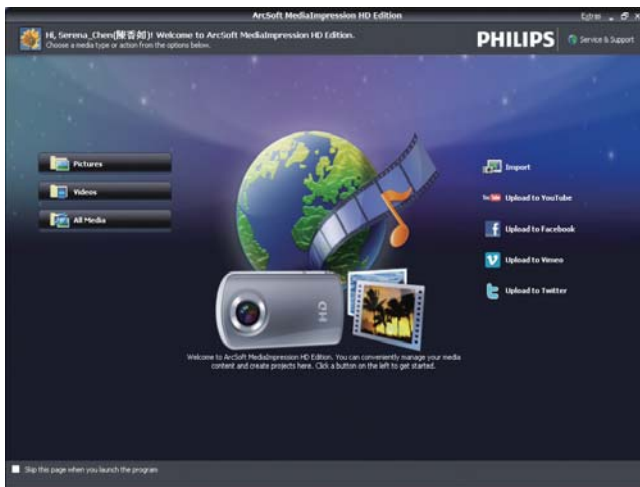 ArcSoft MediaImpression HD Edition
Extras
Hi, Serena_Chen(陳香如)! Welcome to ArcSoft MediaImpression HD Edition.
Choose a media type or action from the options below.
PHILIPS
Service & Support
Pictures
Videos
All Media
Import
You Tube
Upload to YouTube
Upload to Facebook
Upload to Vimeo
Upload to Twitter
HD
Welcome to ArcSoft MediaImpression HD Edition. You can conveniently manage your media
content and create projects here. Click a button on the left to get started.
Skip this page when you launch the program